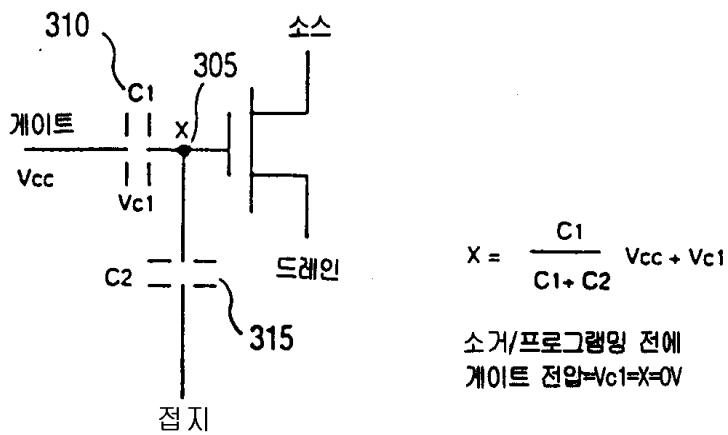 310
소스
C1
305
게이트
X
Vcc
Vc1
C2
드레인
315
접지
X = C1 / C1+ C2 Vcc + Vc1
소거/프로그램밍 전에
게이트 전압=Vc1=X=0V